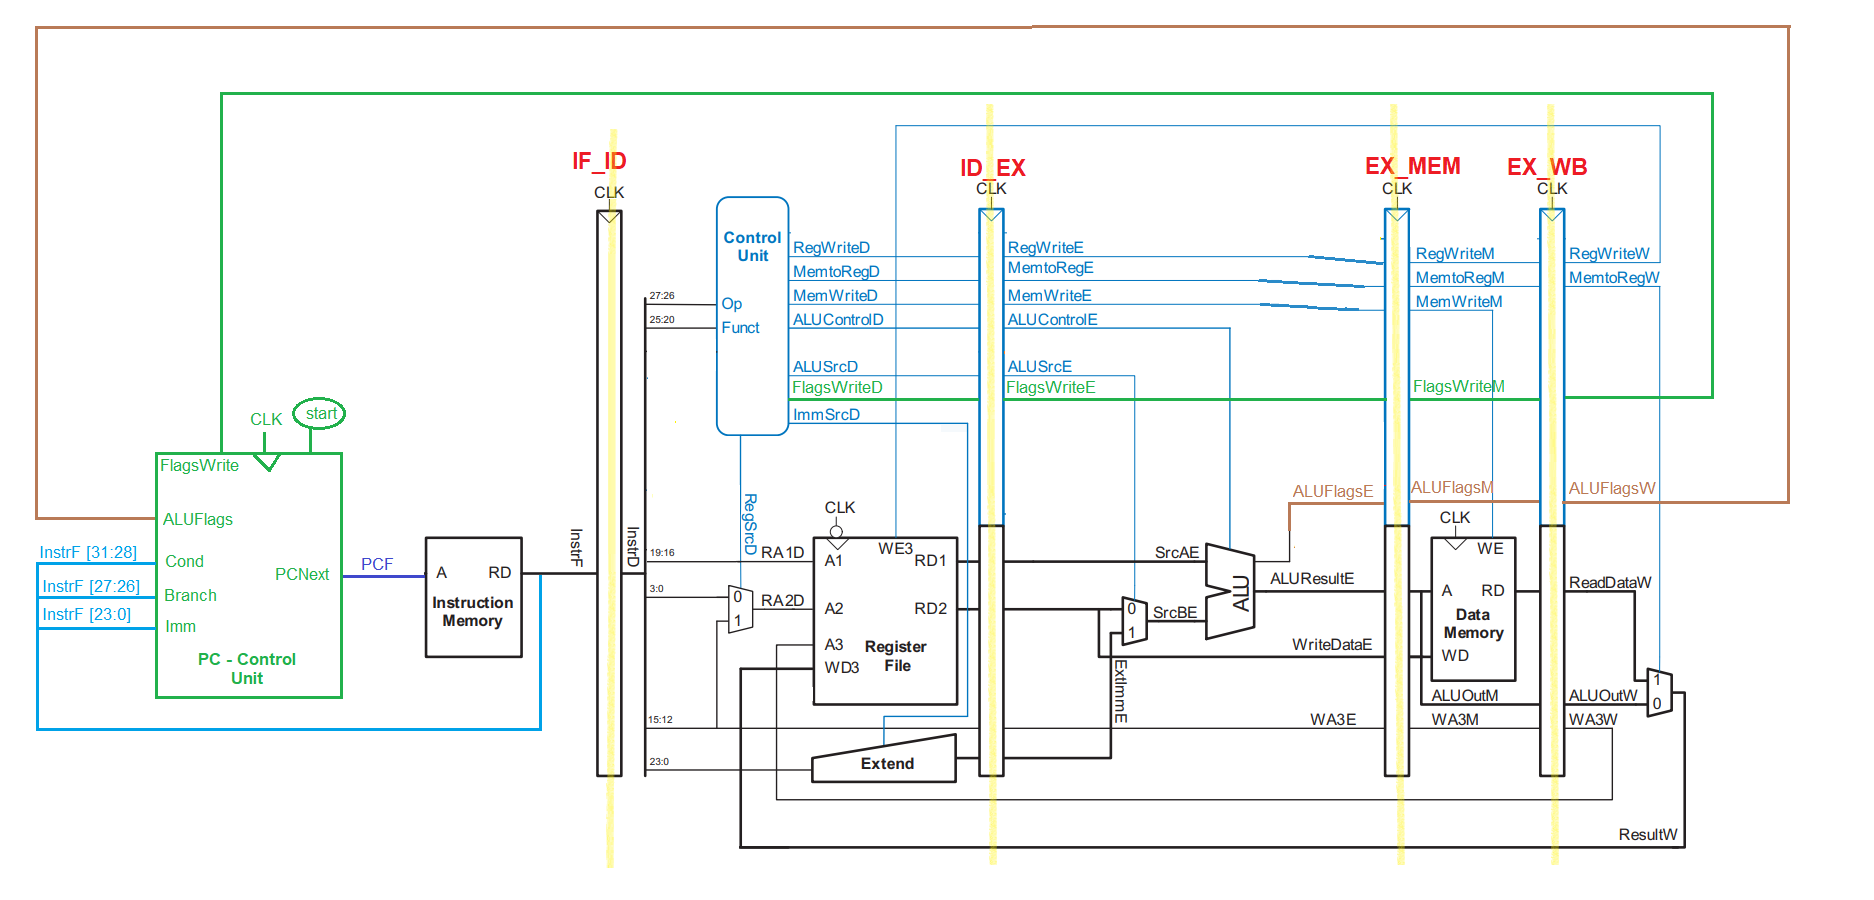 IF_ID
CLK
ID_EX
CLK
EX_MEM
CLK
EX_WB
CLK
Control
Unit
Op
Funct
27:26
25:20
RegWriteD
MemtoRegD
MemWriteD
ALUControlD
ALUSrcD
FlagsWriteD
ImmSrcD
RegWriteE
MemtoRegE
MemWriteE
ALUControlE
ALUSrcE
FlagsWriteE
RegWriteM
MemtoRegM
MemWriteM
FlagsWriteM
RegWriteW
MemtoRegW
CLK
start
FlagsWrite
ALUFlags
Cond
Branch
Imm
PCNext
PC - Control
Unit
InstrF [31:28]
InstrF [27:26]
InstrF [23:0]
PCF
A
RD
Instruction
Memory
InstrF
InstrD
RegSrcD
19:16
3:0
15:12
23:0
RA1D
RA2D
0
1
CLK
WE3
A1
A2
A3
WD3
RD1
RD2
Register
File
Extend
ExtImmE
0
1
SrcAE
SrcBE
ALU
ALUFlagsE
ALUResultE
WriteDataE
WA3E
ALUFlagsM
CLK
WE
A
RD
Data
Memory
WD
ALUOutM
WA3M
ALUFlagsW
ReadDataW
ALUOutW
WA3W
1
0
ResultW